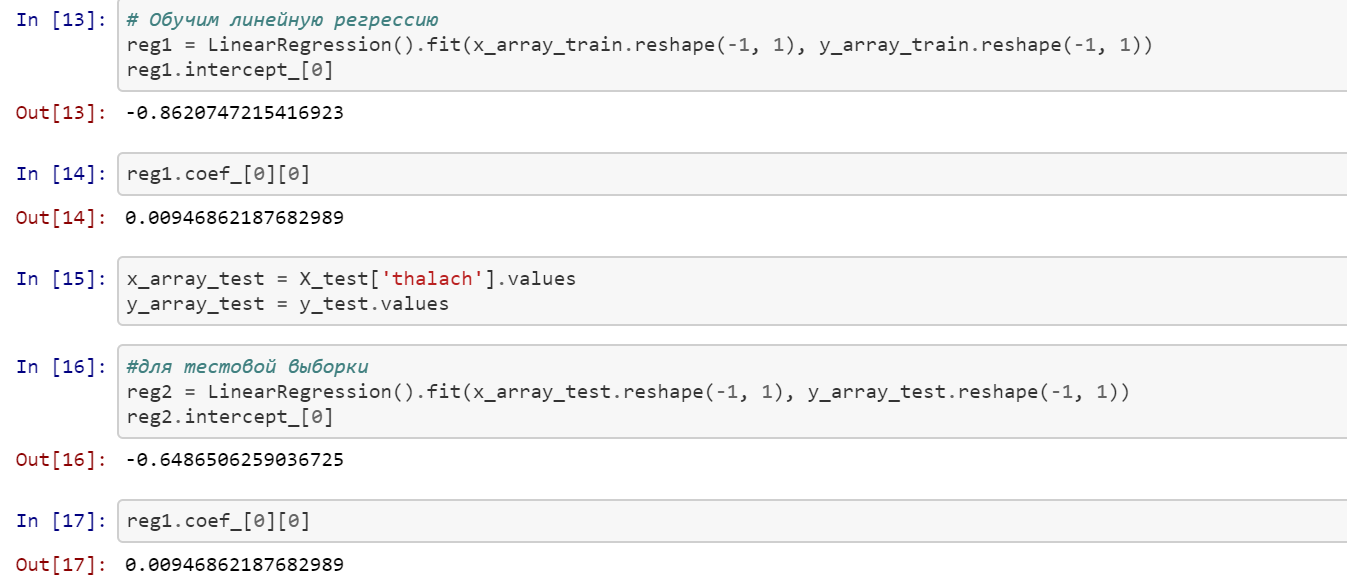 In [13]: # Обучим линейную регрессию
reg1 = LinearRegression().fit(x_array_train.reshape(-1, 1), y_array_train.reshape(-1, 1))
reg1.intercept_[0]
Out[13]: -0.8620747215416923
In [14]: reg1.coef_[0][0]
Out[14]: 0.00946862187682989
In [15]: x_array_test = X_test['thalach'].values
y_array_test = y_test.values
In [16]: #для тестовой выборки
reg2 = LinearRegression().fit(x_array_test.reshape(-1, 1), y_array_test.reshape(-1, 1))
reg2.intercept_[0]
Out[16]: -0.6486506259036725
In [17]: reg1.coef_[0][0]
Out[17]: 0.00946862187682989